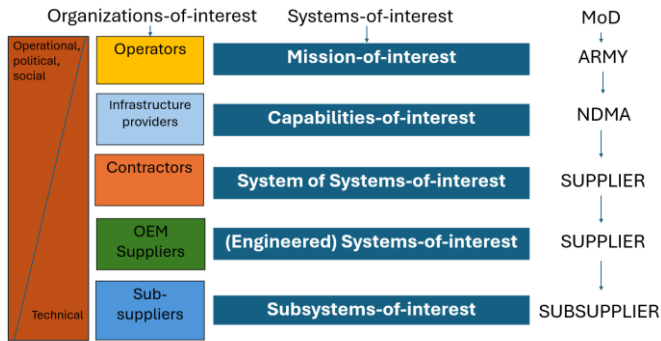 Organizations-of-interest
Systems-of-interest
MoD
Operational,
political,
social
Operators
Mission-of-interest
ARMY
Infrastructure
providers
Capabilities-of-interest
NDMA
Contractors
System of Systems-of-interest
SUPPLIER
OEM
Suppliers
(Engineered) Systems-of-interest
SUPPLIER
Technical
Sub-
suppliers
Subsystems-of-interest
SUBSUPPLIER